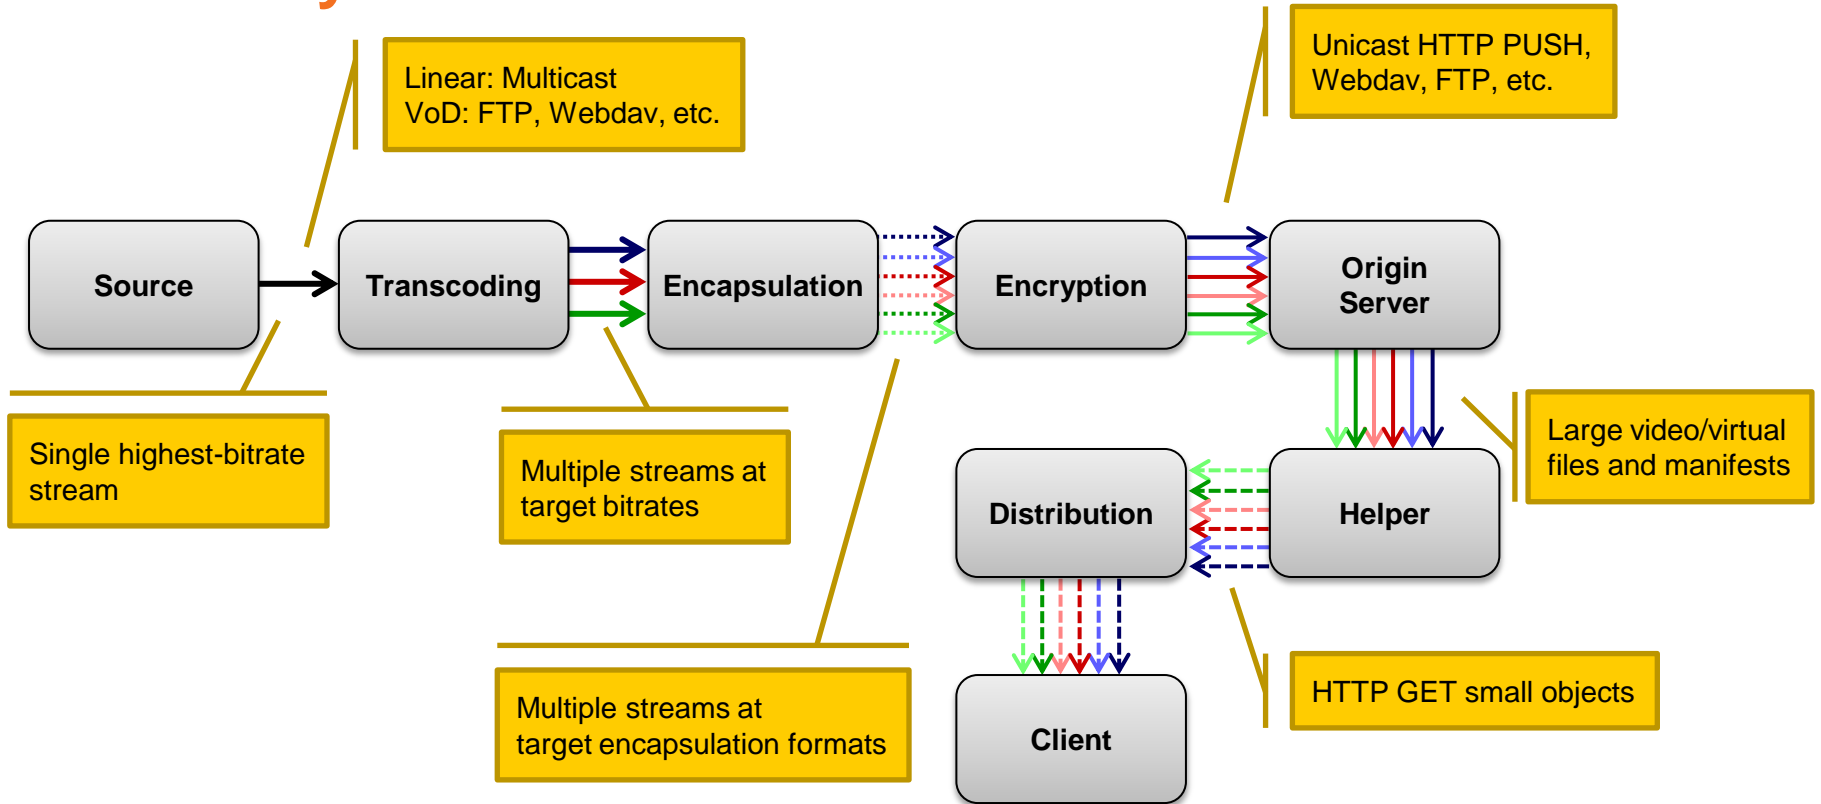 Linear: Multicast
VoD: FTP, Webdav, etc.
Unicast HTTP PUSH,
Webdav, FTP, etc.
Source
Transcoding
Encapsulation
Encryption
Origin
Server
Single highest-bitrate
stream
Multiple streams at
target bitrates
Large video/virtual
files and manifests
Distribution
Helper
Multiple streams at
target encapsulation formats
HTTP GET small objects
Client